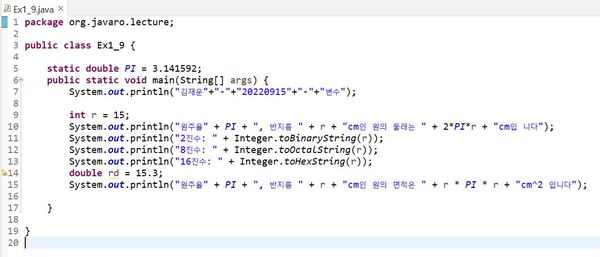 Ex1_9.java
1 package org.javaro.lecture;
2
3 public class Ex1_9 {
4
5 static double PI = 3.141592;
6 public static void main(String[] args) {
7 System.out.println("김재운"+"-"+"20220915"+"-"+"변수");
8
9 int r = 15;
10 System.out.println("원주율" + PI + ", 반지름 " + r + "cm인 원의 둘레는 " + 2*PI*r + "cm입 니다");
11 System.out.println("2진수: " + Integer.toBinaryString(r));
12 System.out.println("8진수: " + Integer.toOctalString(r));
13 System.out.println("16진수: " + Integer.toHexString(r));
14 double rd = 15.3;
15 System.out.println("원주율" + PI + ", 반지름 " + r + "cm인 원의 면적은 " + r * PI * r + "cm^2 입니다");
16
17 }
18
19 }
20